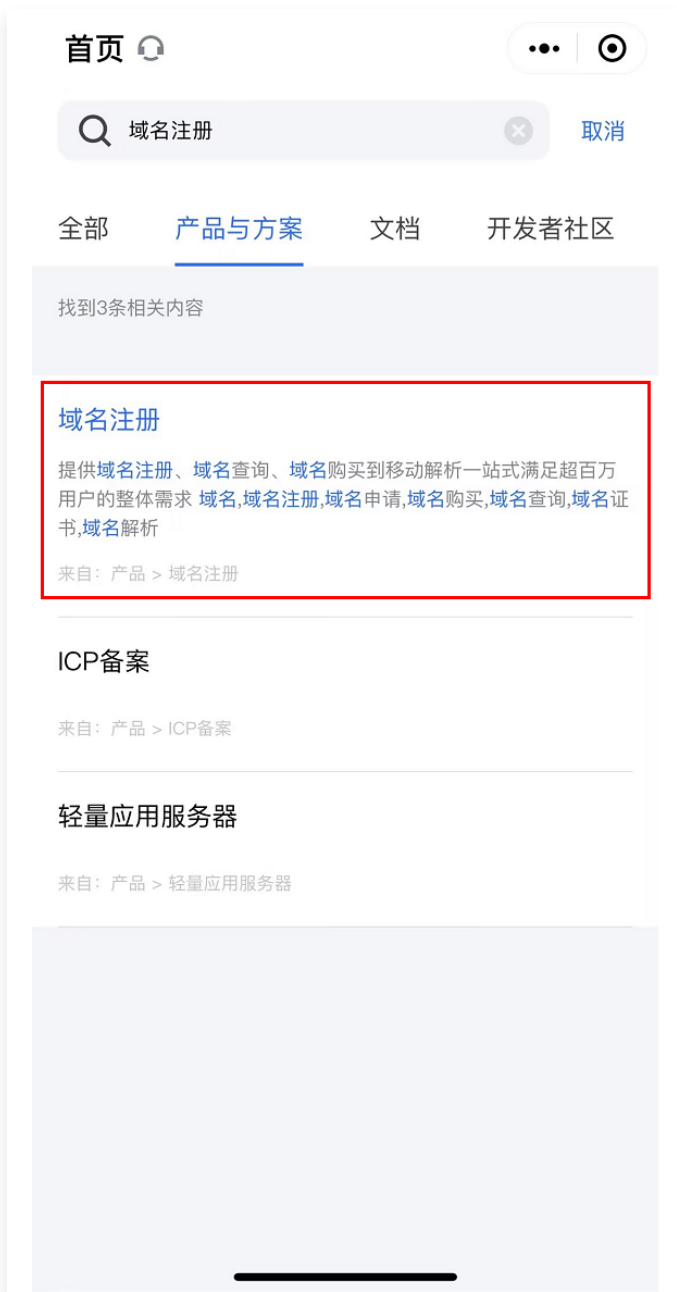 首页
域名注册
取消
全部 产品与方案 文档 开发者社区
找到3条相关内容
域名注册
提供域名注册、域名查询、域名购买到移动解析一站式满足超百万
用户的整体需求 域名,域名注册,域名申请,域名购买,域名查询,域名证
书,域名解析
来自：产品 > 域名注册
ICP备案
来自：产品 > ICP备案
轻量应用服务器
来自：产品 > 轻量应用服务器